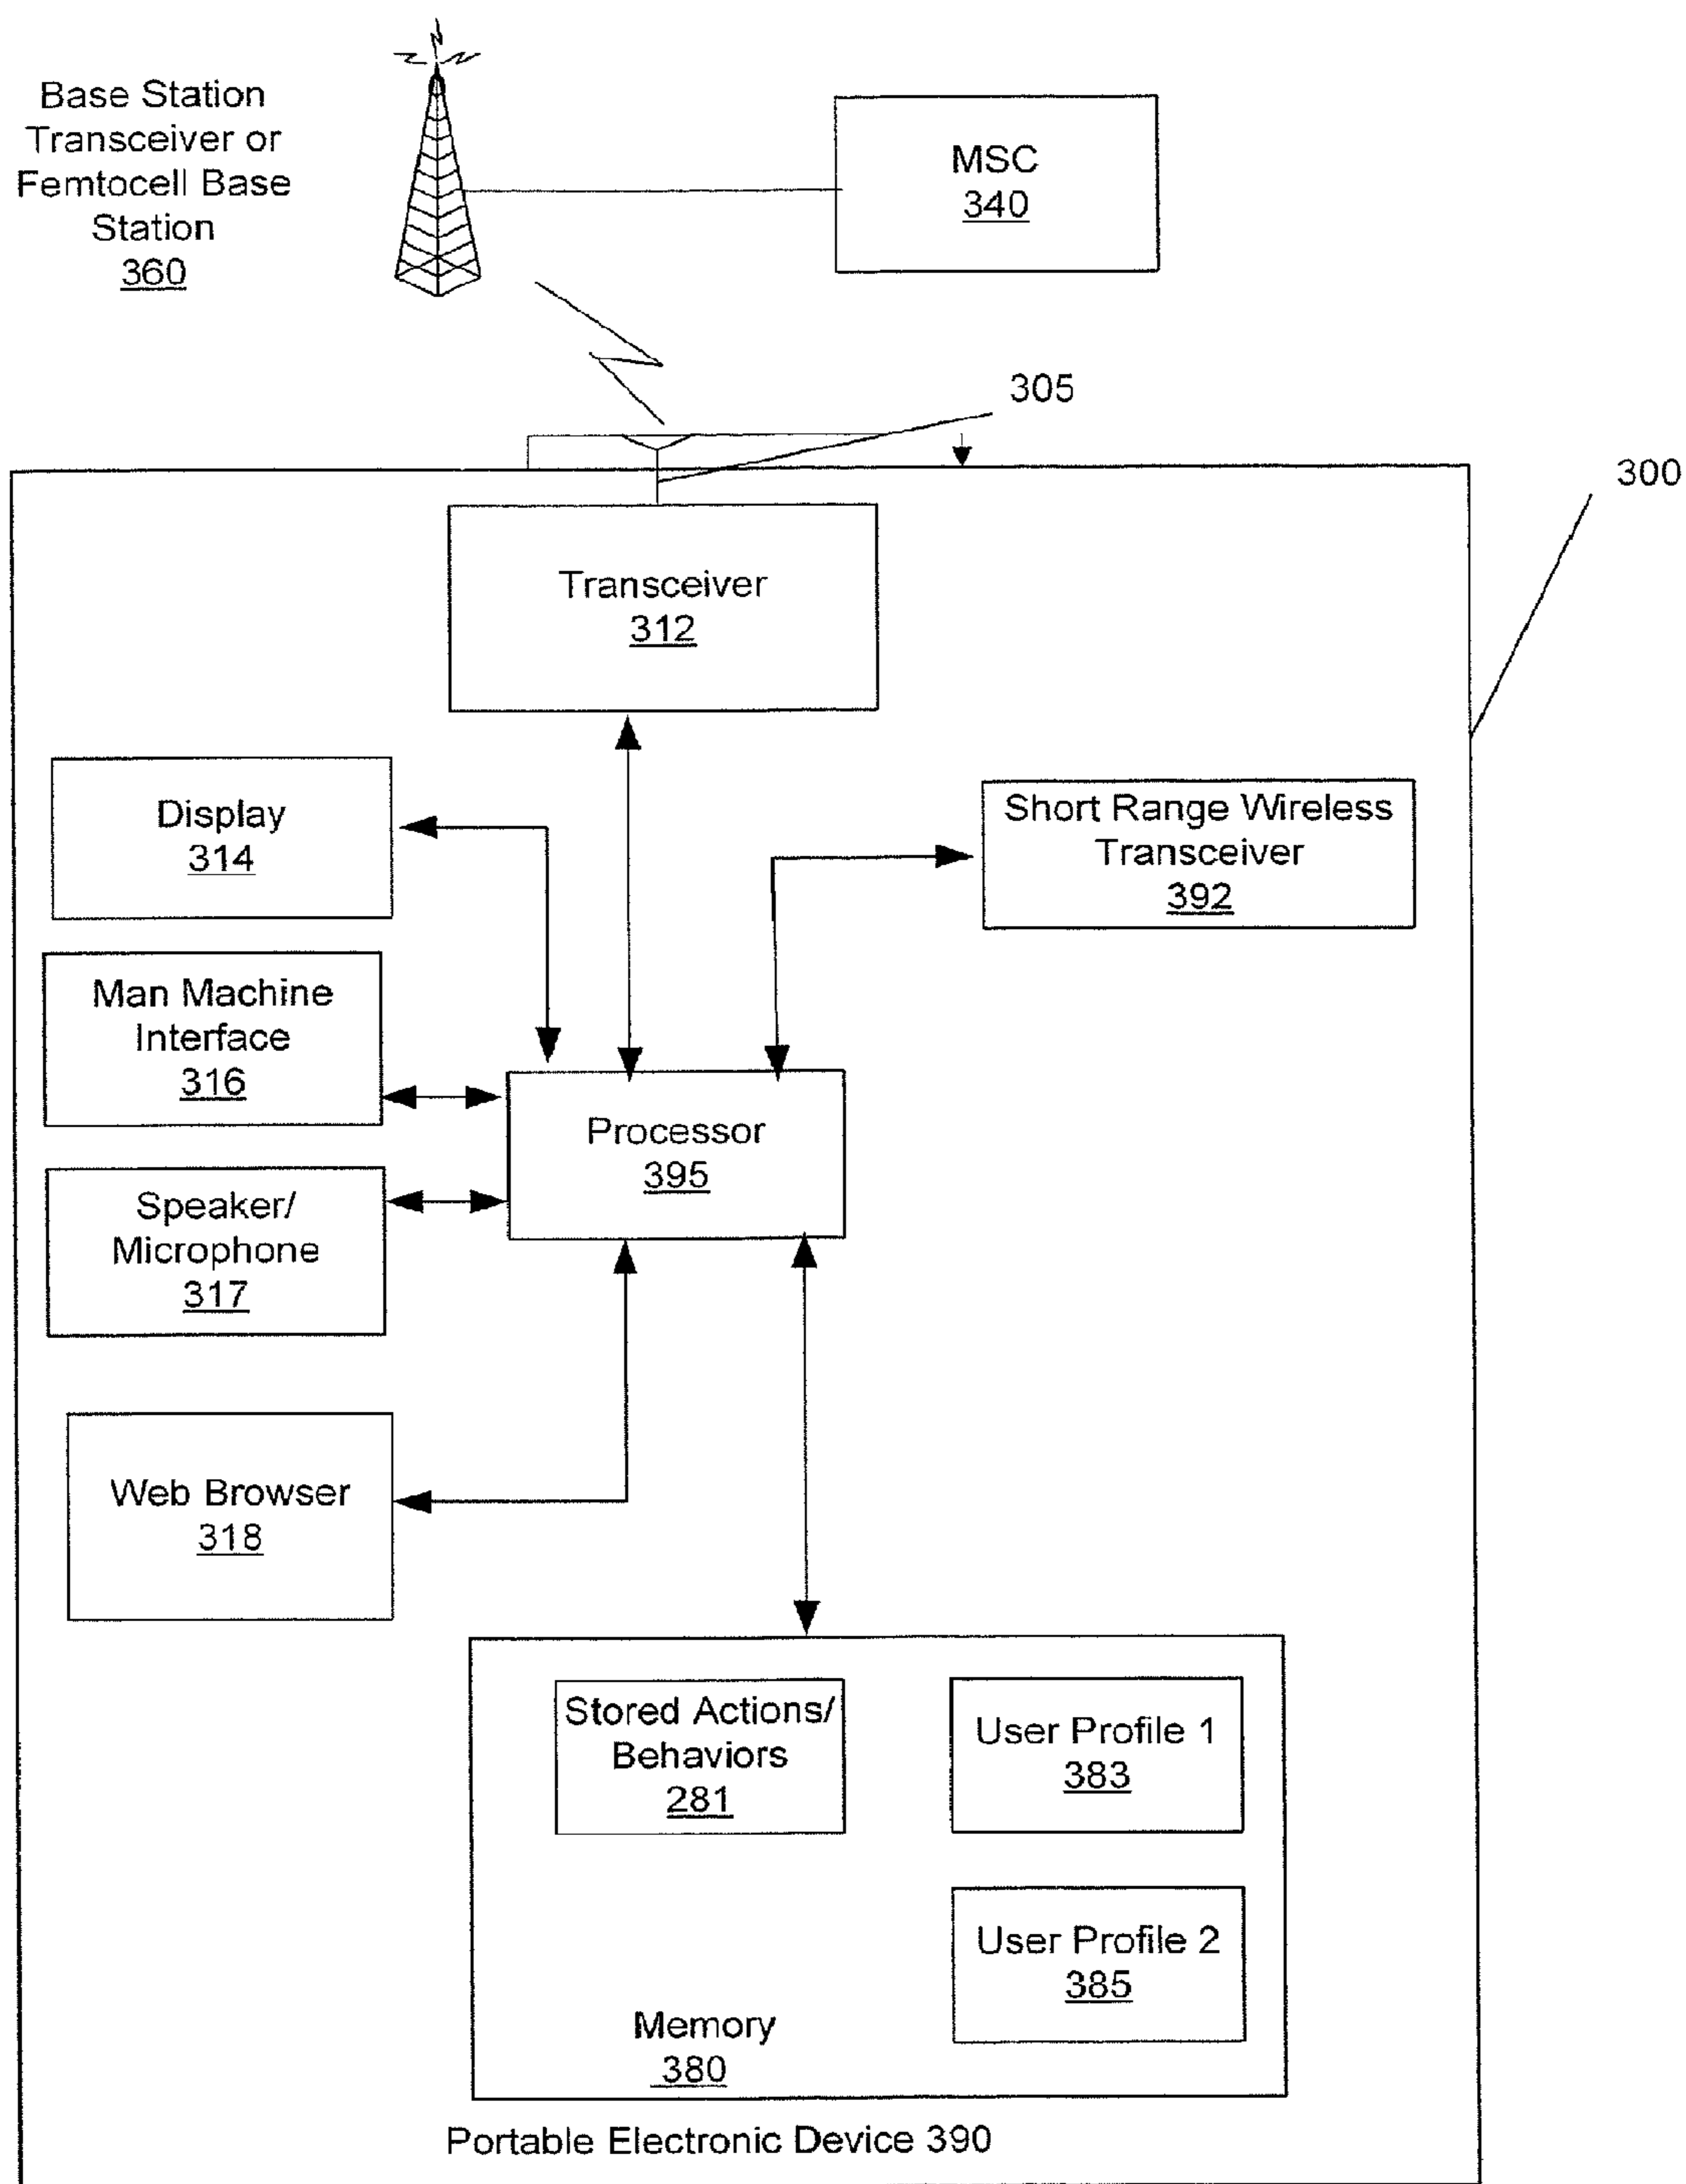 Base Station
Transceiver or
Femtocell Base
Station
360
MSC
340
305
300
Transceiver
312
Display
314
Short Range Wireless
Transceiver
392
Man Machine
Interface
316
Processor
395
Speaker/
Microphone
317
Web Browser
318
Stored Actions/
Behaviors
281
User Profile 1
383
User Profile 2
385
Memory
380
Portable Electronic Device 390